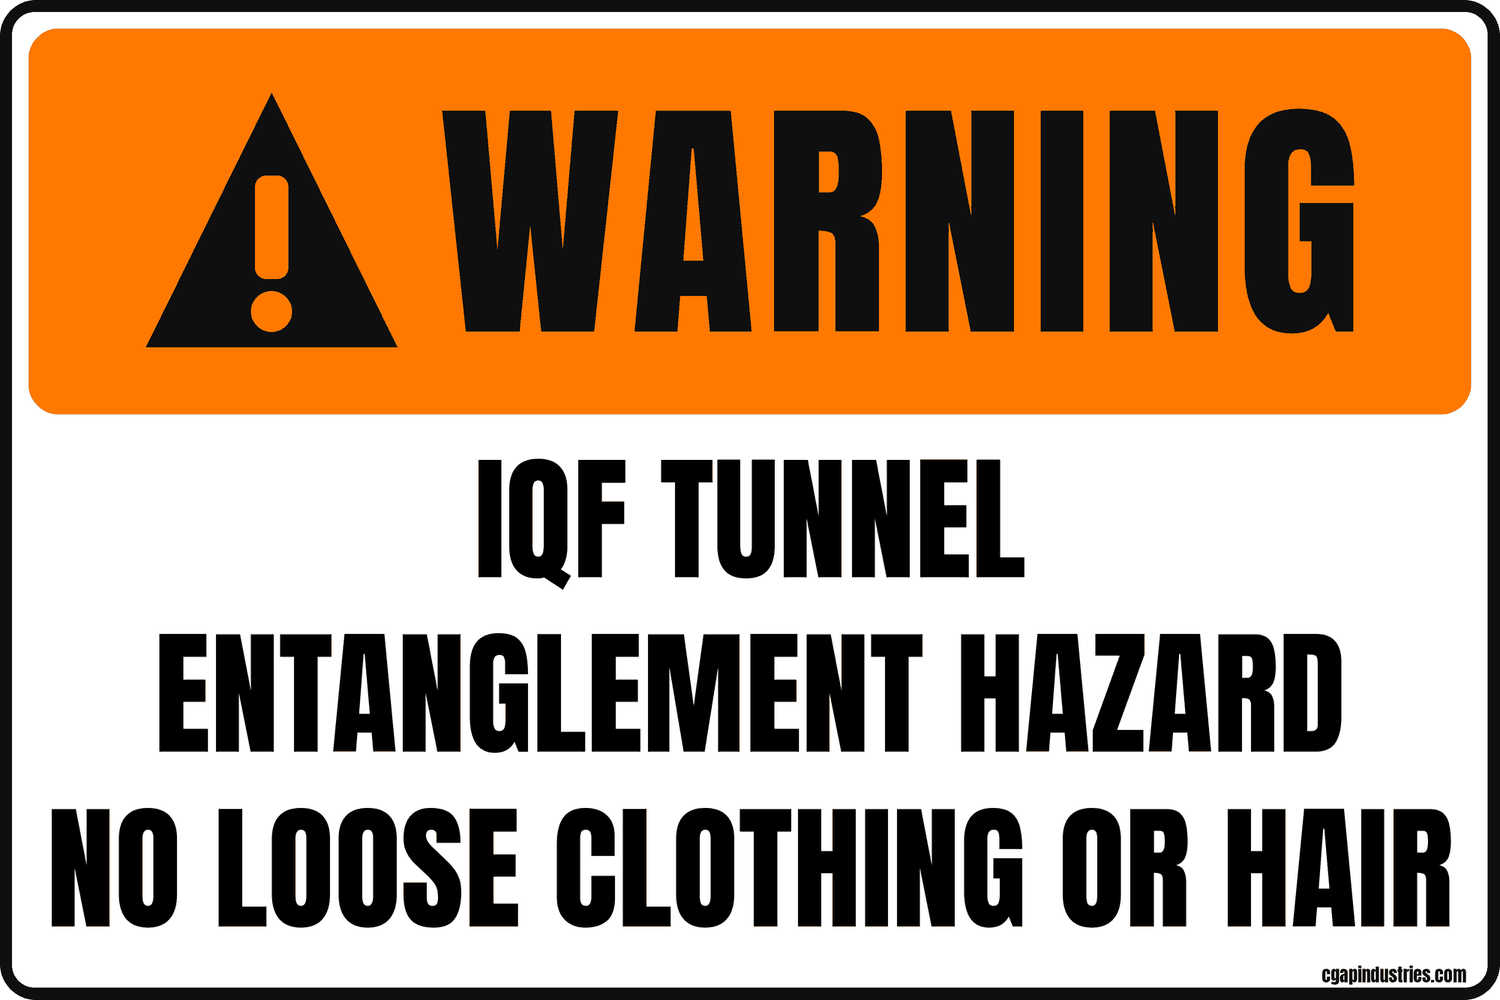 WARNING
IQF TUNNEL
ENTANGLEMENT HAZARD
NO LOOSE CLOTHING OR HAIR
cgapindustries.com